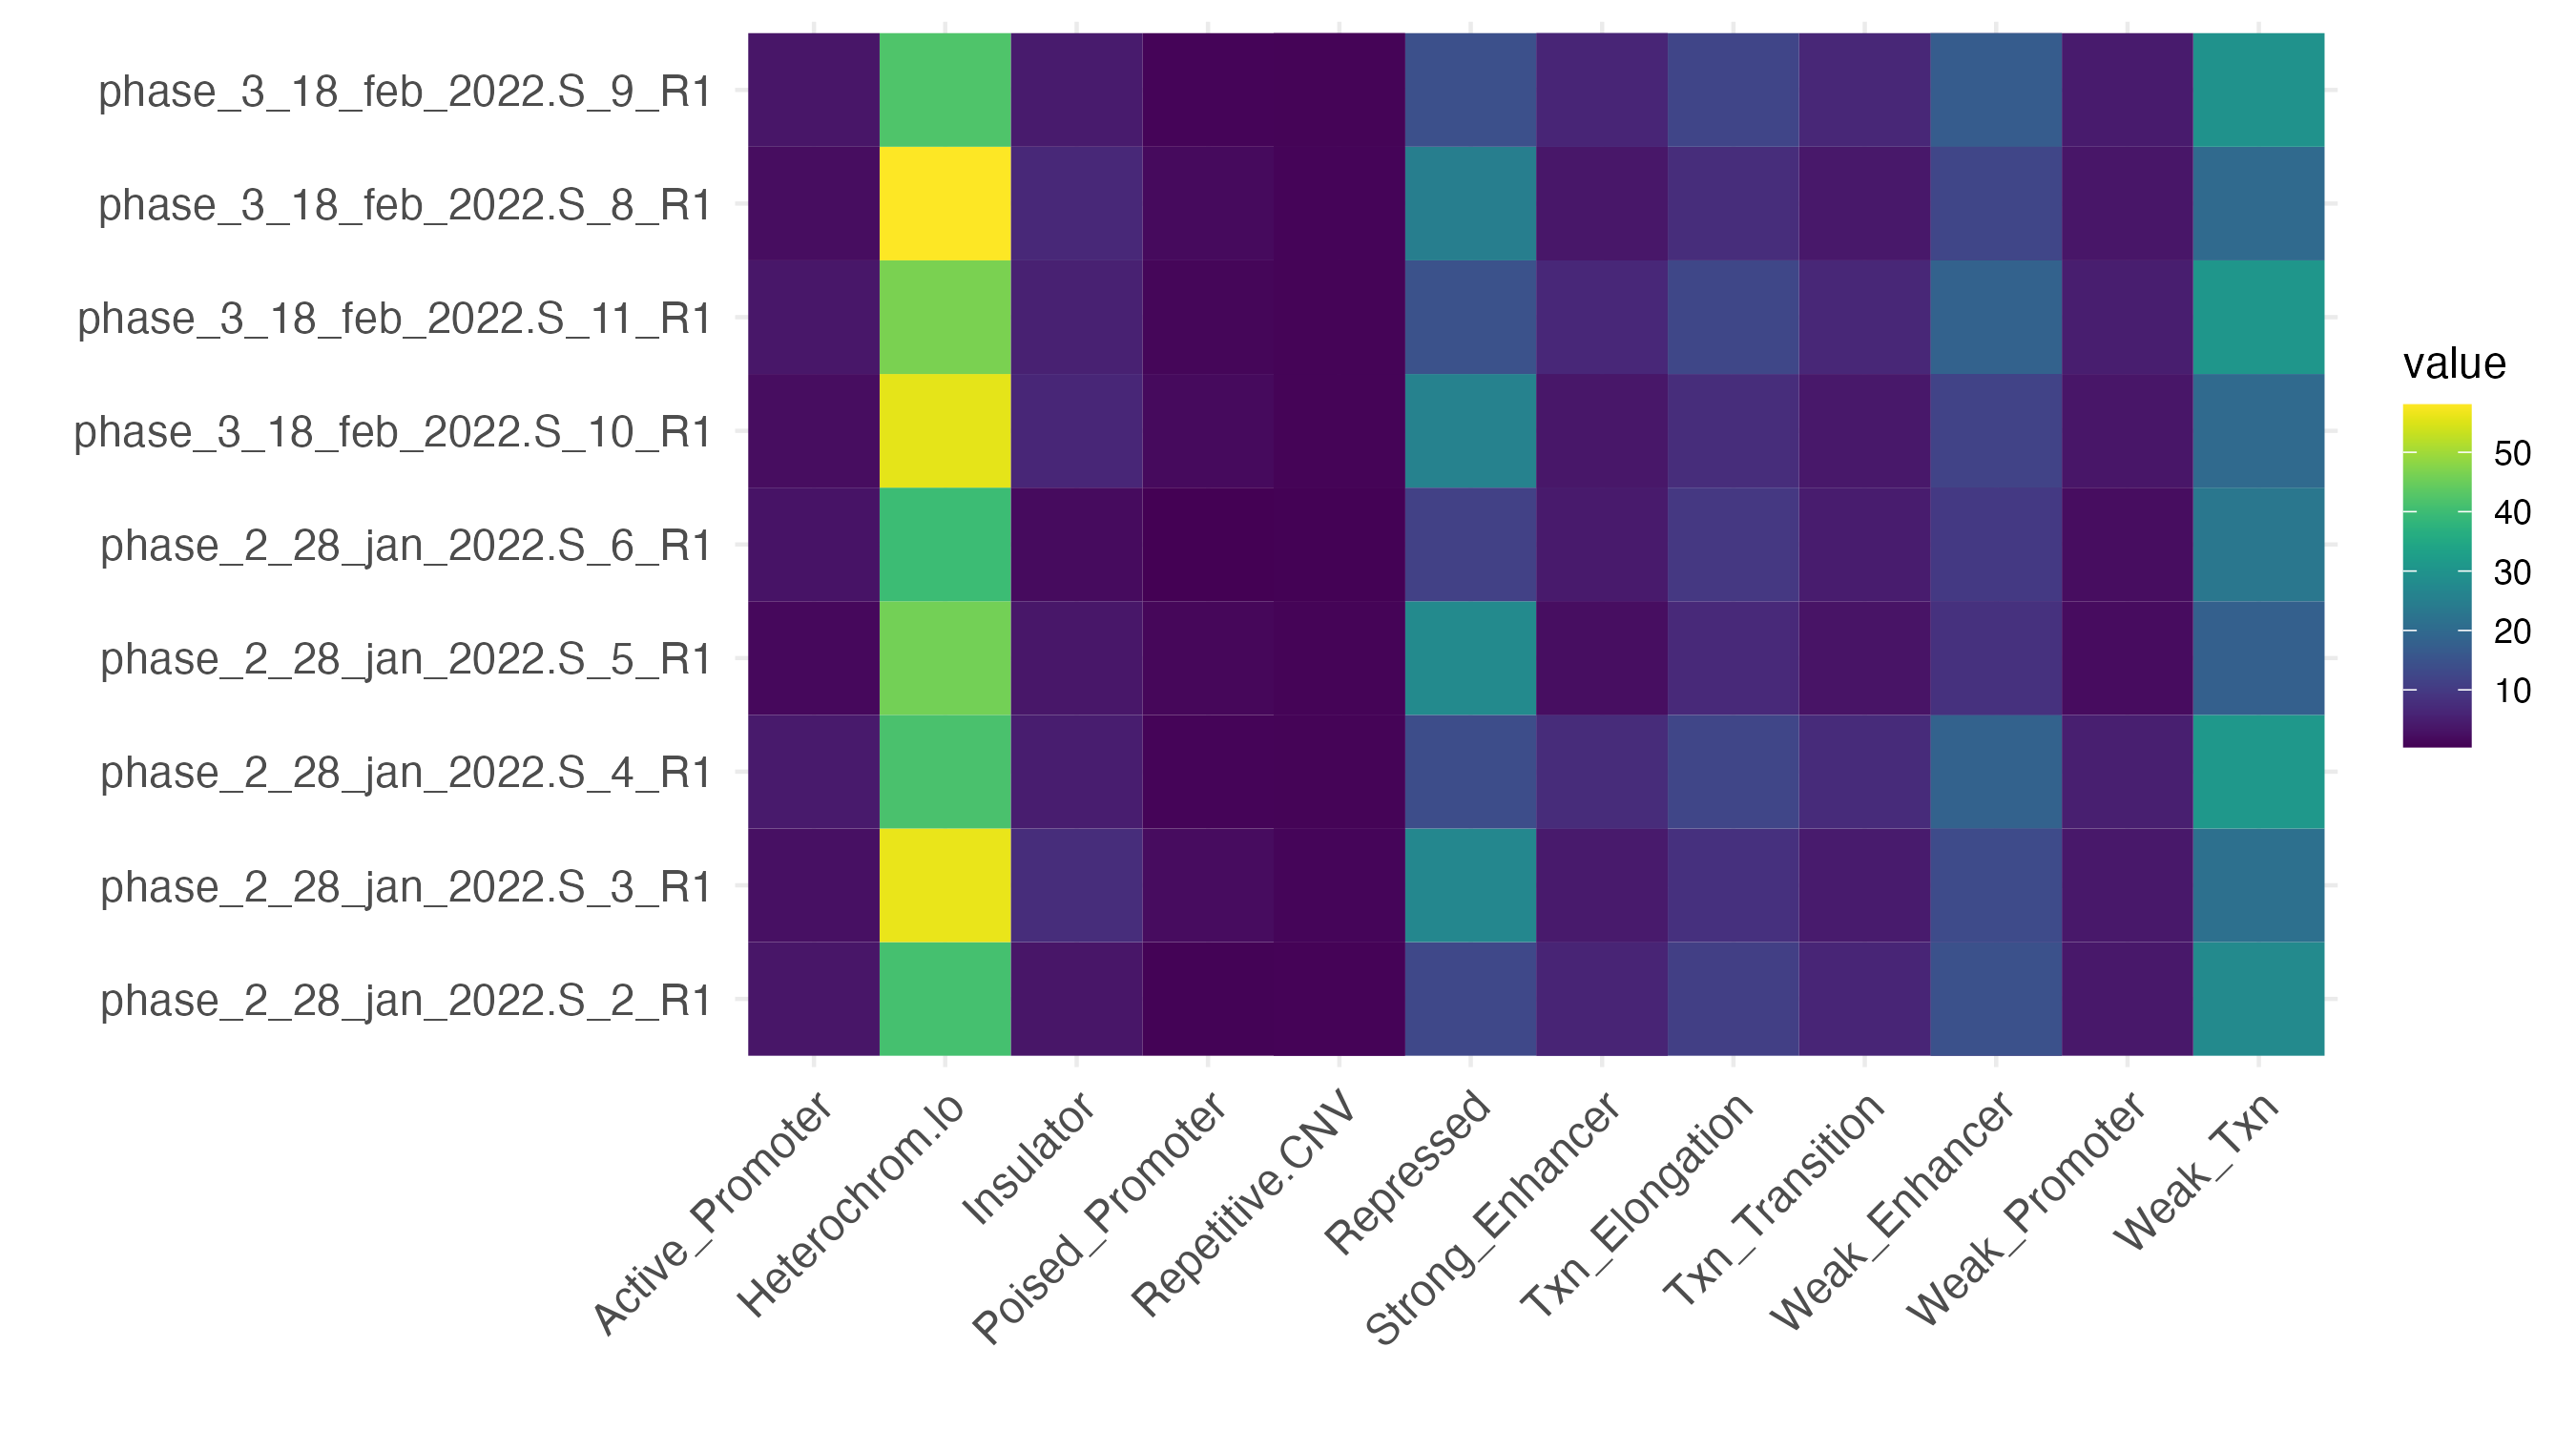 phase_3_18_feb_2022.S_9_R1
phase_3_18_feb_2022.S_8_R1
phase_3_18_feb_2022.S_11_R1
phase_3_18_feb_2022.S_10_R1
phase_2_28_jan_2022.S_6_R1
phase_2_28_jan_2022.S_5_R1
phase_2_28_jan_2022.S_4_R1
phase_2_28_jan_2022.S_3_R1
phase_2_28_jan_2022.S_2_R1
Active_Promoter
Heterochrom.lo
Insulator
Poised_Promoter
Repetitive.CNV
Repressed
Strong_Enhancer
Txn_Elongation
Txn_Transition
Weak_Enhancer
Weak_Promoter
Weak_Txn
value
50
40
30
20
10